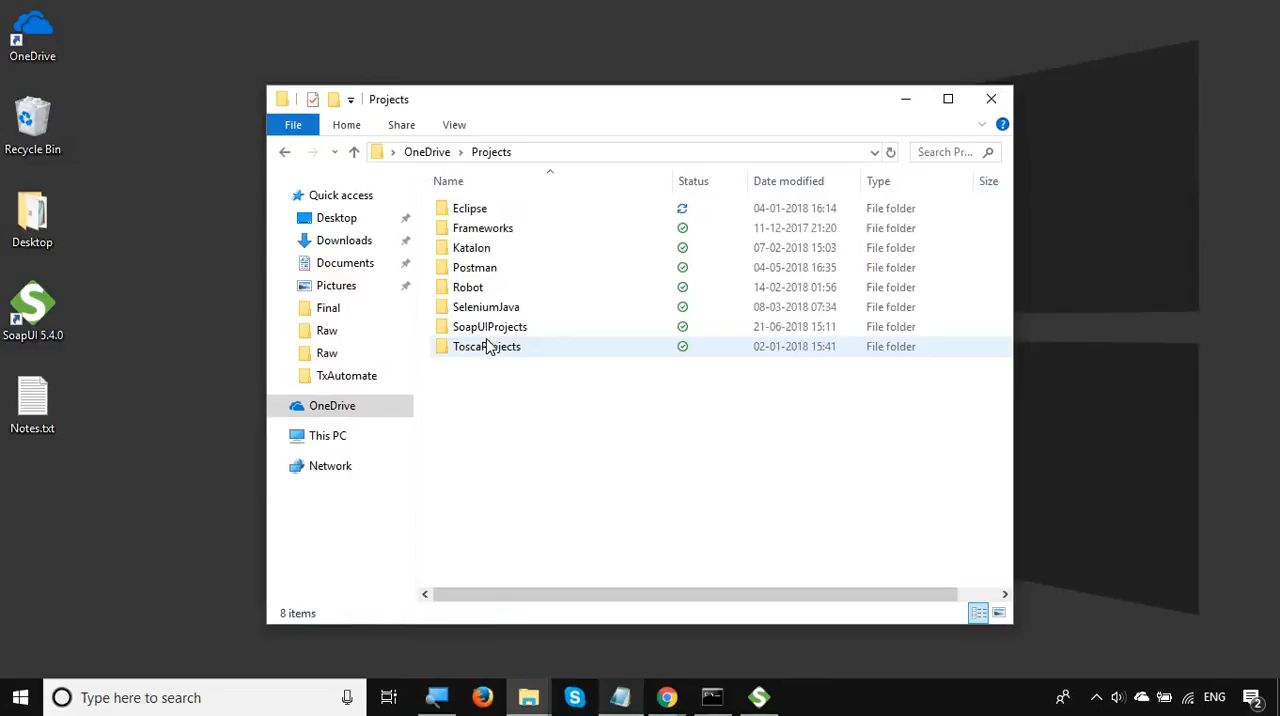 OneDrive
Recycle Bin
Desktop
SoapUI 5.4.0
Notes.txt
Projects
File Home Share View
OneDrive Projects Search Pr...
Name Status Date modified Type Size
Quick access
Desktop
Downloads
Documents
Pictures
Final
Raw
Raw
TxAutomate
OneDrive
This PC
Network
Eclipse 04-01-2018 16:14 File folder
Frameworks 11-12-2017 21:20 File folder
Katalon 07-02-2018 15:03 File folder
Postman 04-05-2018 16:35 File folder
Robot 14-02-2018 01:56 File folder
SeleniumJava 08-03-2018 07:34 File folder
SoapUIProjects 21-06-2018 15:11 File folder
ToscaProjects 02-01-2018 15:41 File folder
8 items
Type here to search ENG 2